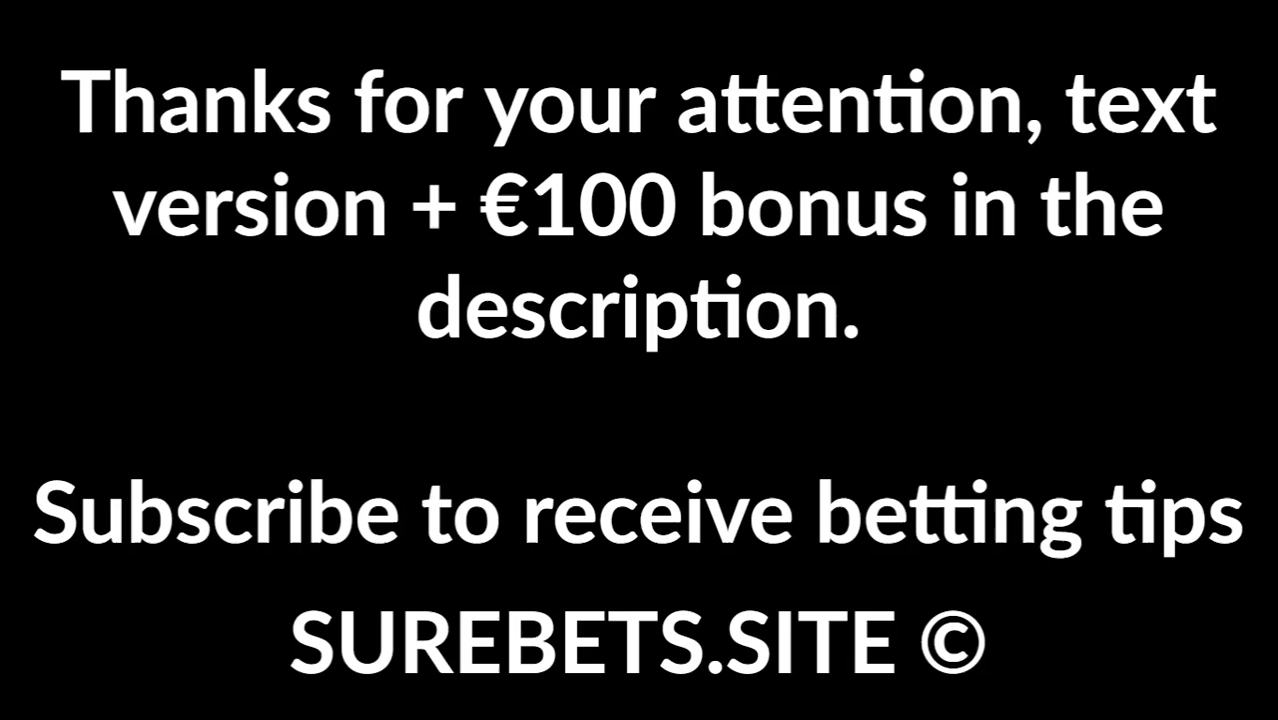 Thanks for your attention, text
version + €100 bonus in the
description.
Subscribe to receive betting tips
SUREBETS.SITE ©